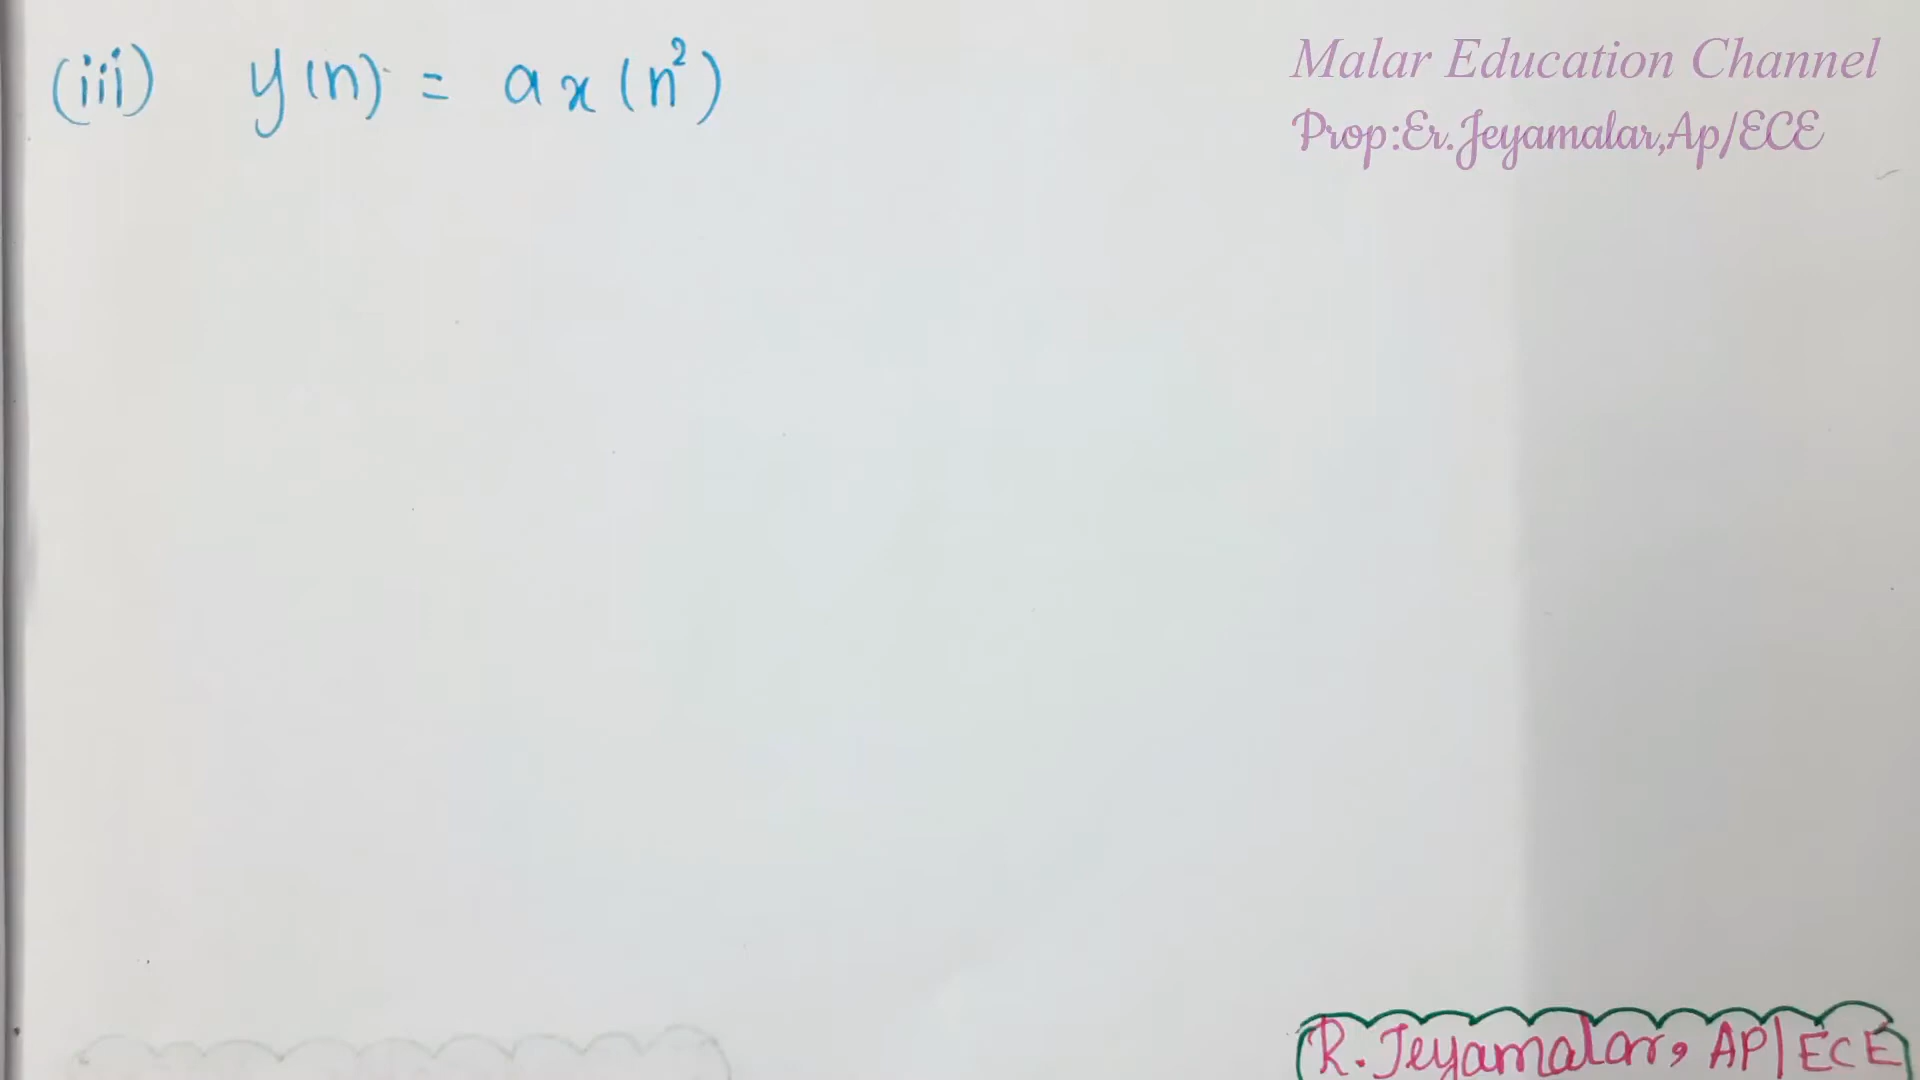 (iii) y(n) = ax(n²)
Malar Education Channel
Prop:Er.Jeyamalar,Ap/ECE
R. Jeyamalar, AP/ECE